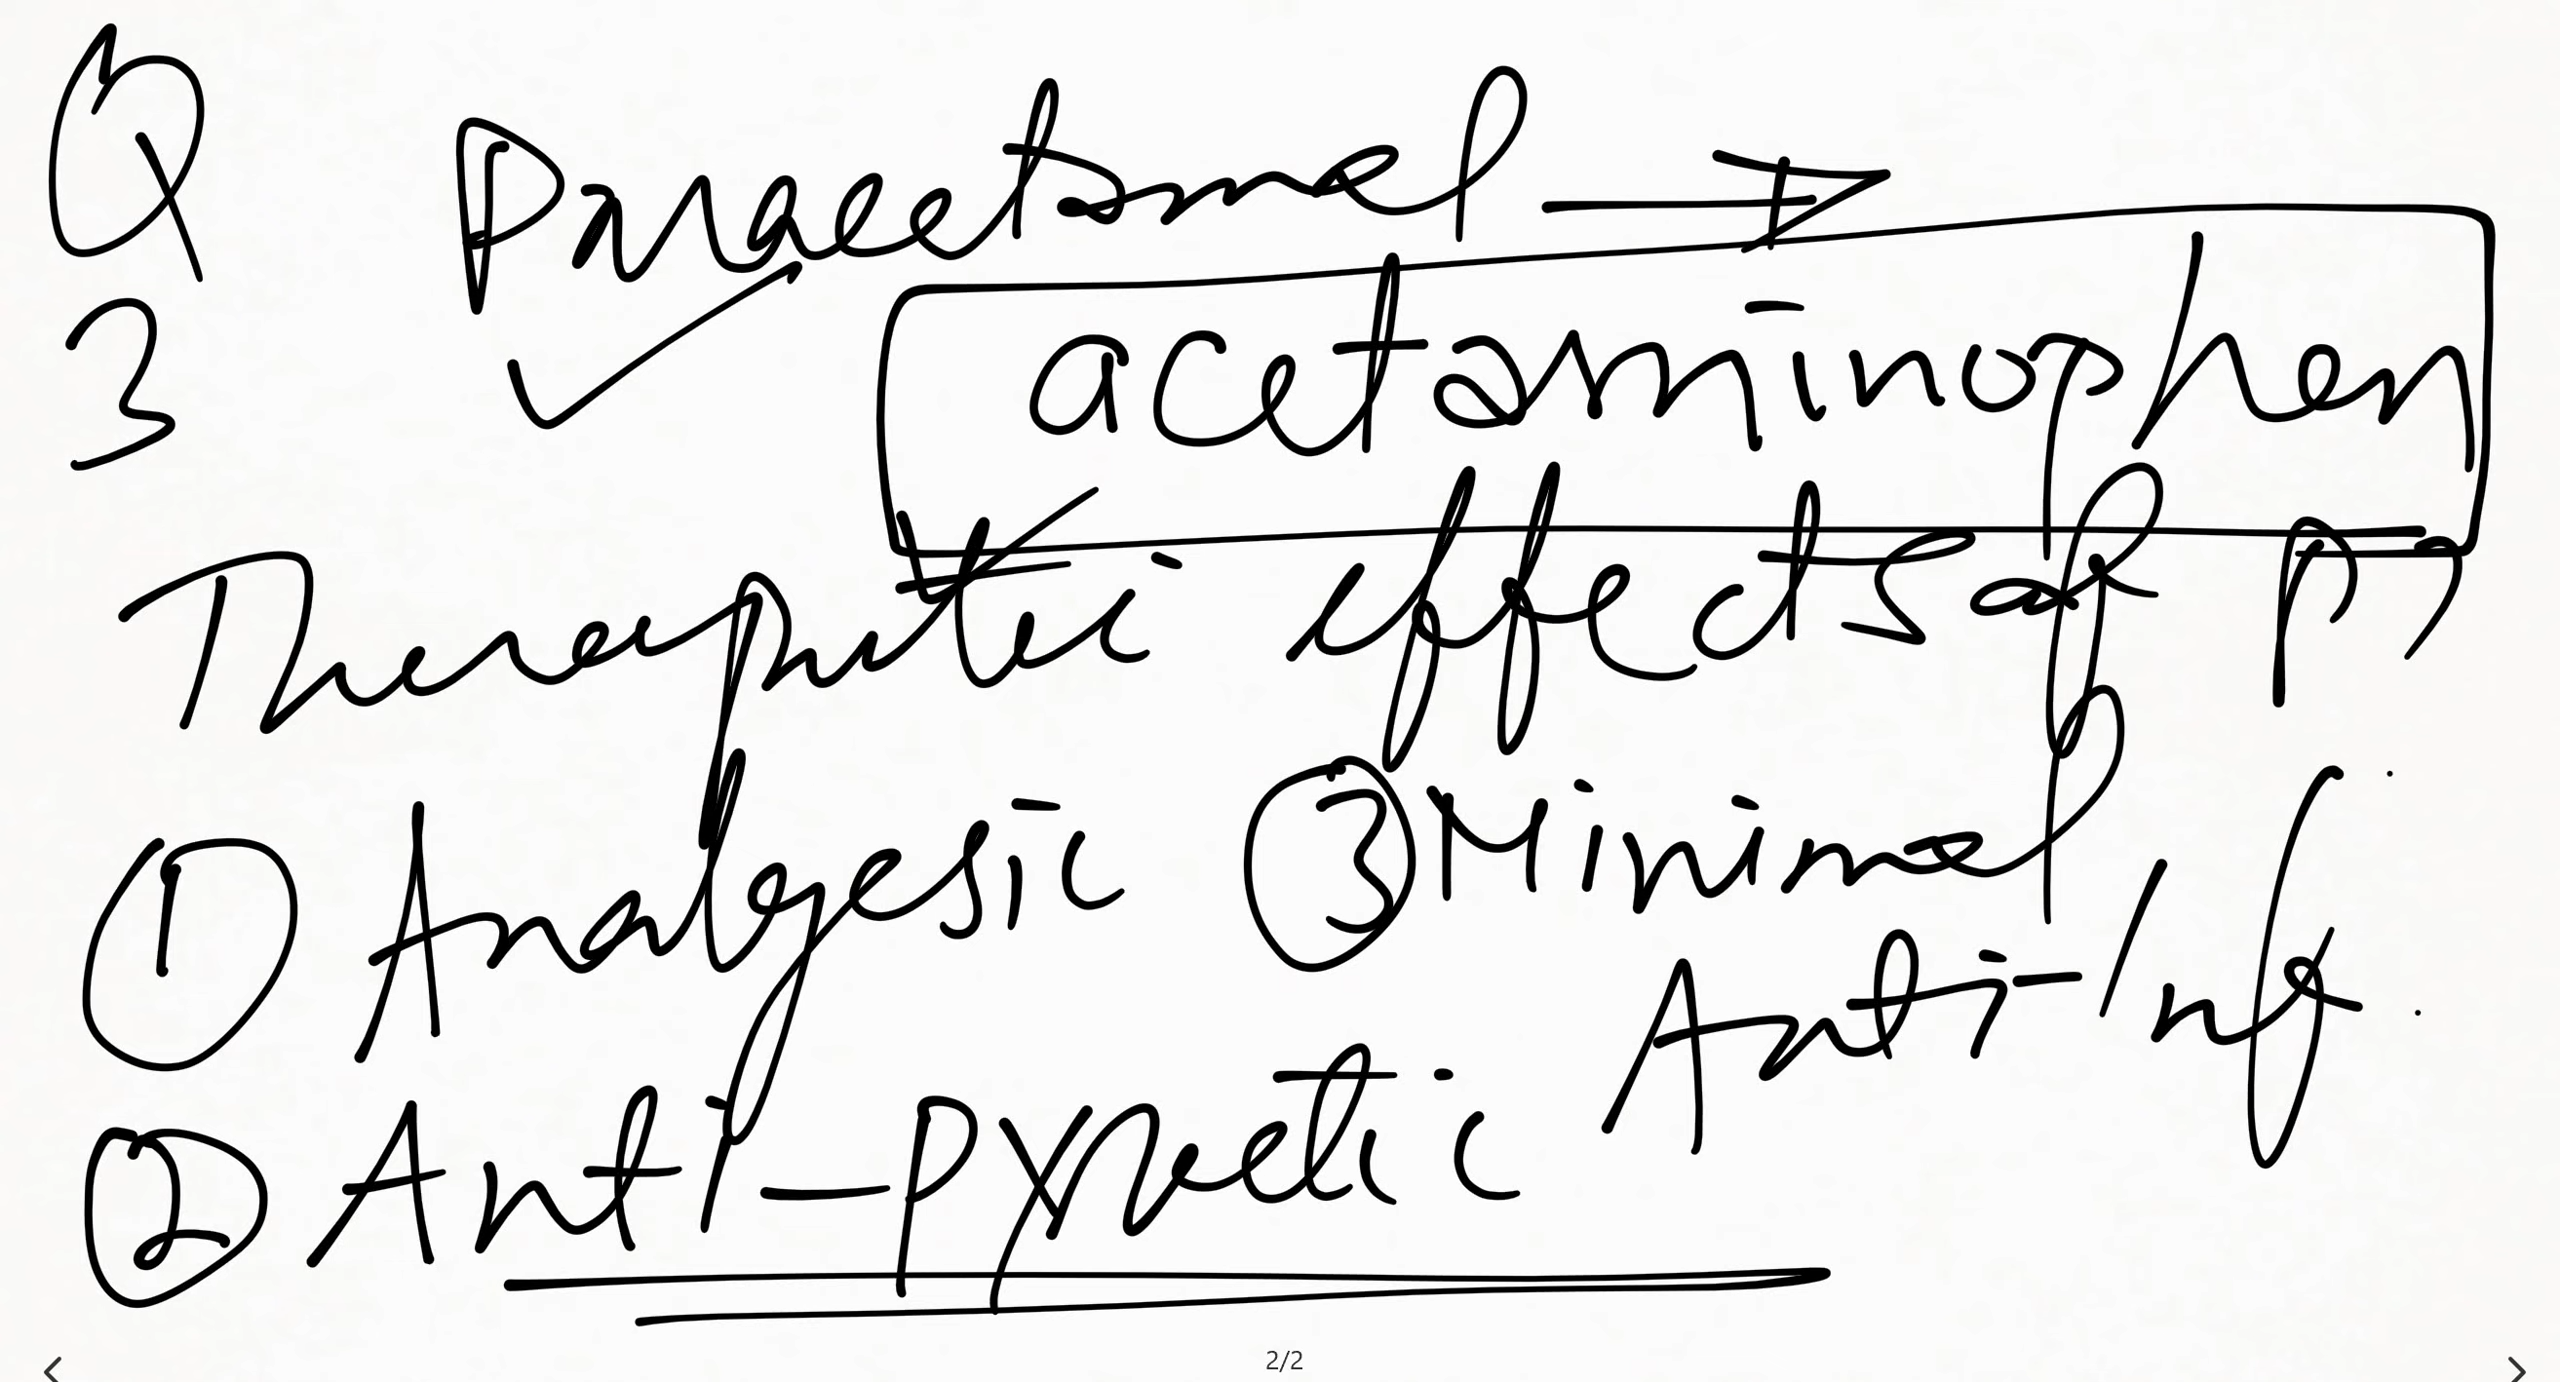 Q Paracetamol →
3 acetaminophen
Therapeutic effects of P
① Analgesic ③ Minimal
Anti-Inf.
② Anti-pyretic
2/2